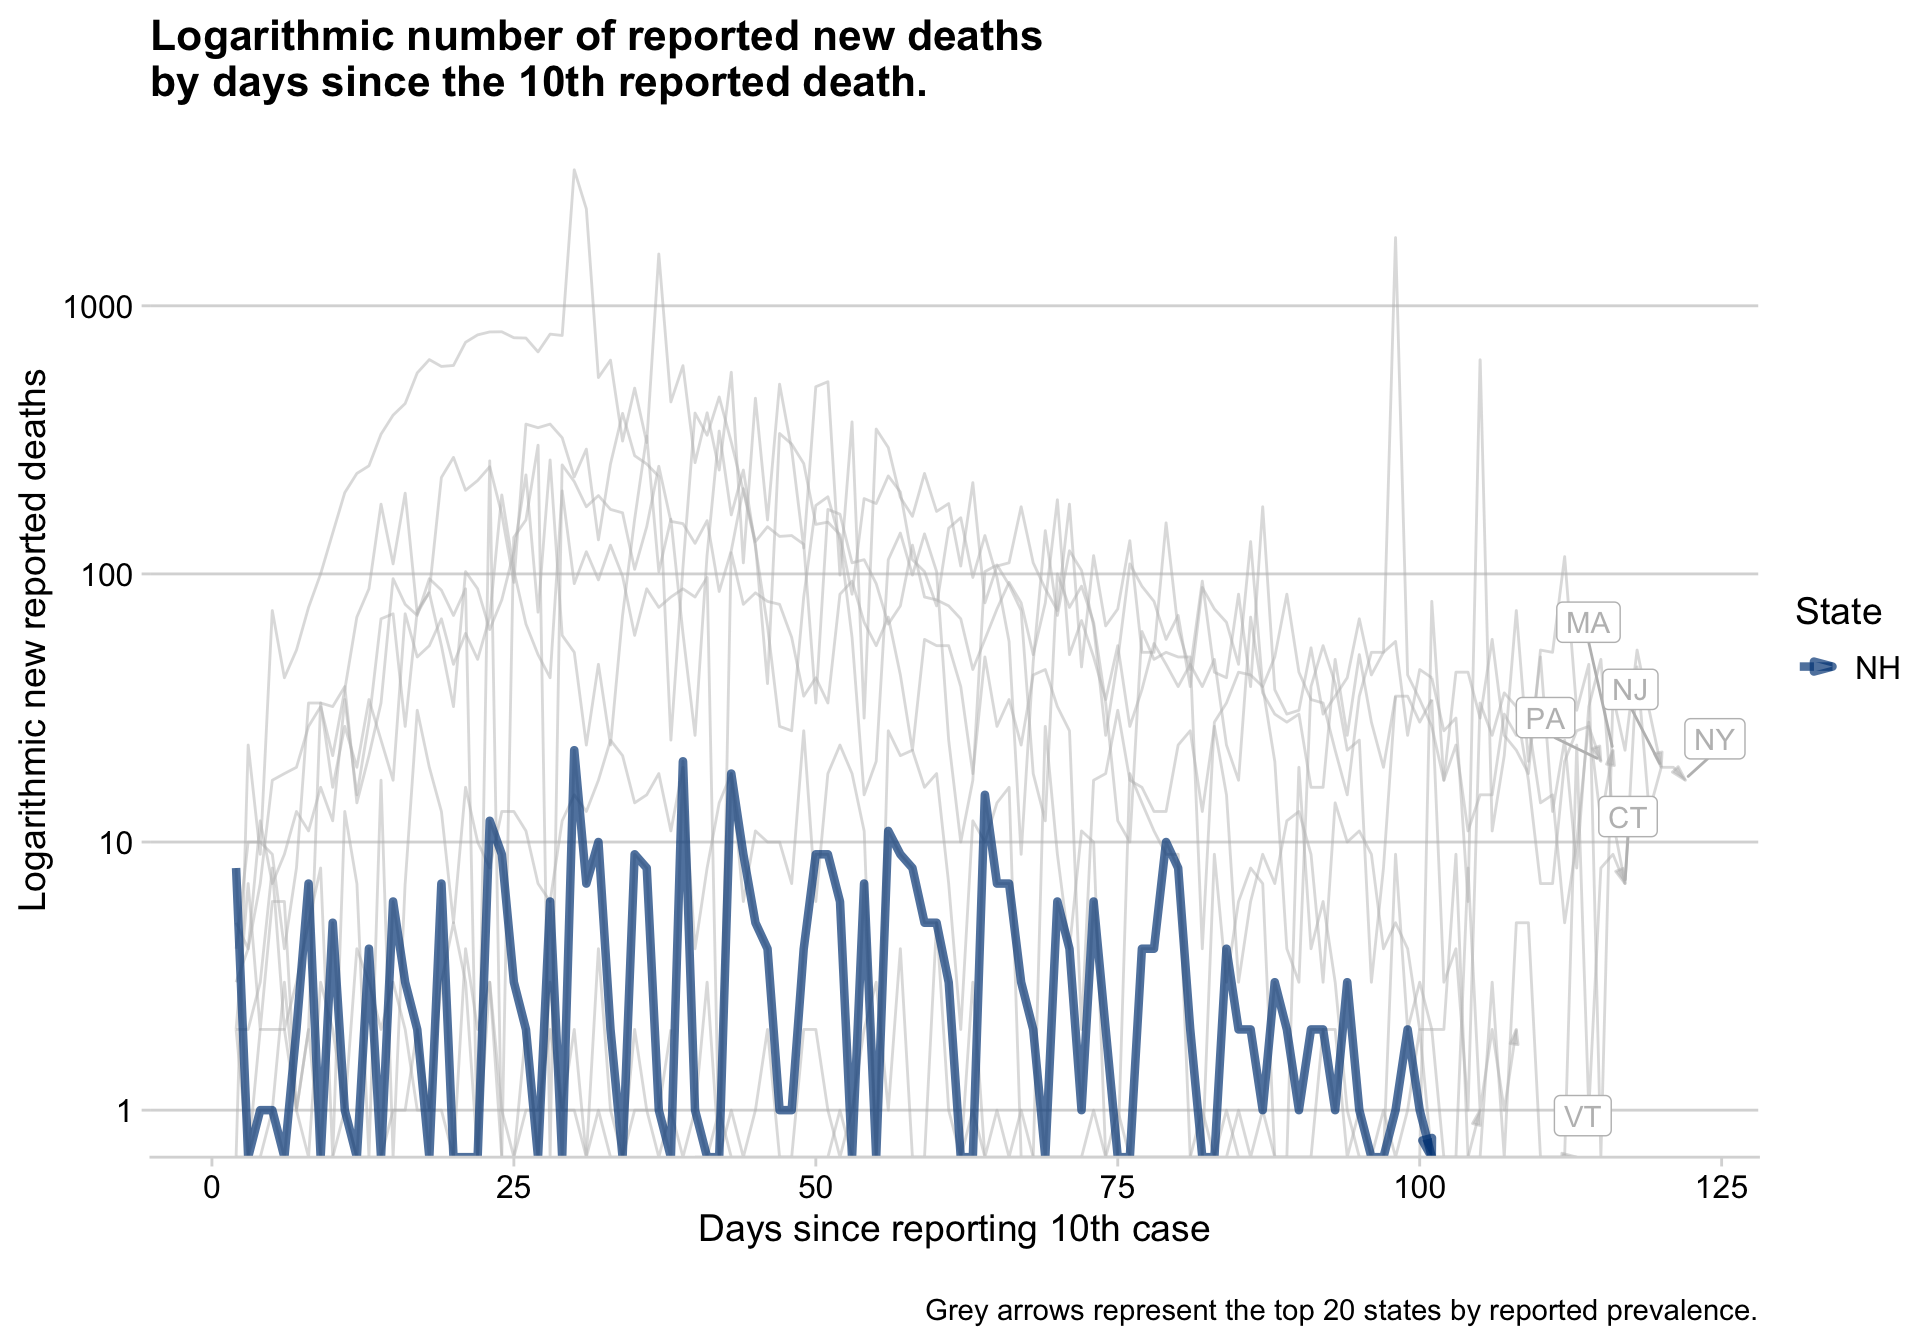 Logarithmic number of reported new deaths
by days since the 10th reported death.
Logarithmic new reported deaths
1000
100
10
1
MA
NJ
PA
NY
CT
VT
State
NH
0
25
50
75
100
125
Days since reporting 10th case
Grey arrows represent the top 20 states by reported prevalence.